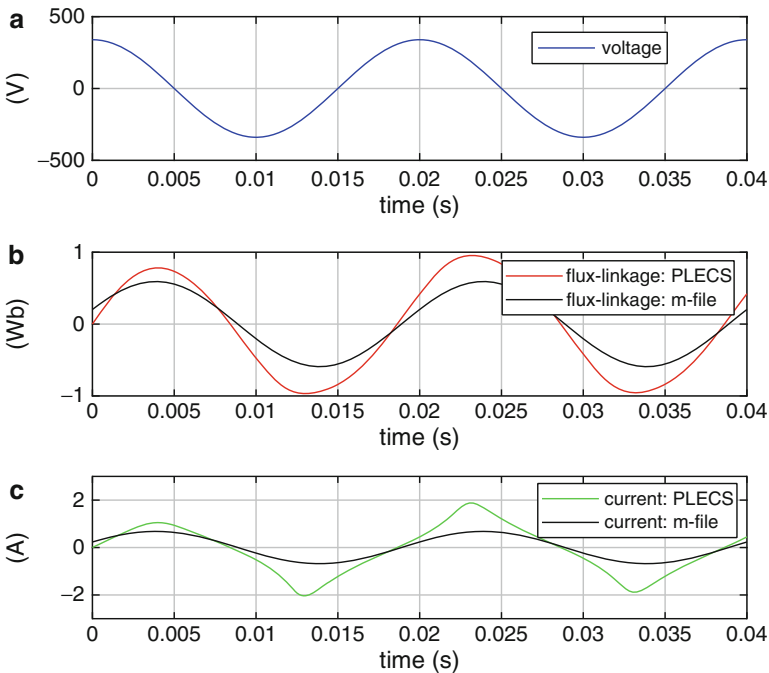 a
500
0
−500
(V)
voltage
0 0.005 0.01 0.015 0.02 0.025 0.03 0.035 0.04
time (s)
b
1
0
−1
(Wb)
flux-linkage: PLECS
flux-linkage: m-file
0 0.005 0.01 0.015 0.02 0.025 0.03 0.035 0.04
time (s)
c
2
0
−2
(A)
current: PLECS
current: m-file
0 0.005 0.01 0.015 0.02 0.025 0.03 0.035 0.04
time (s)